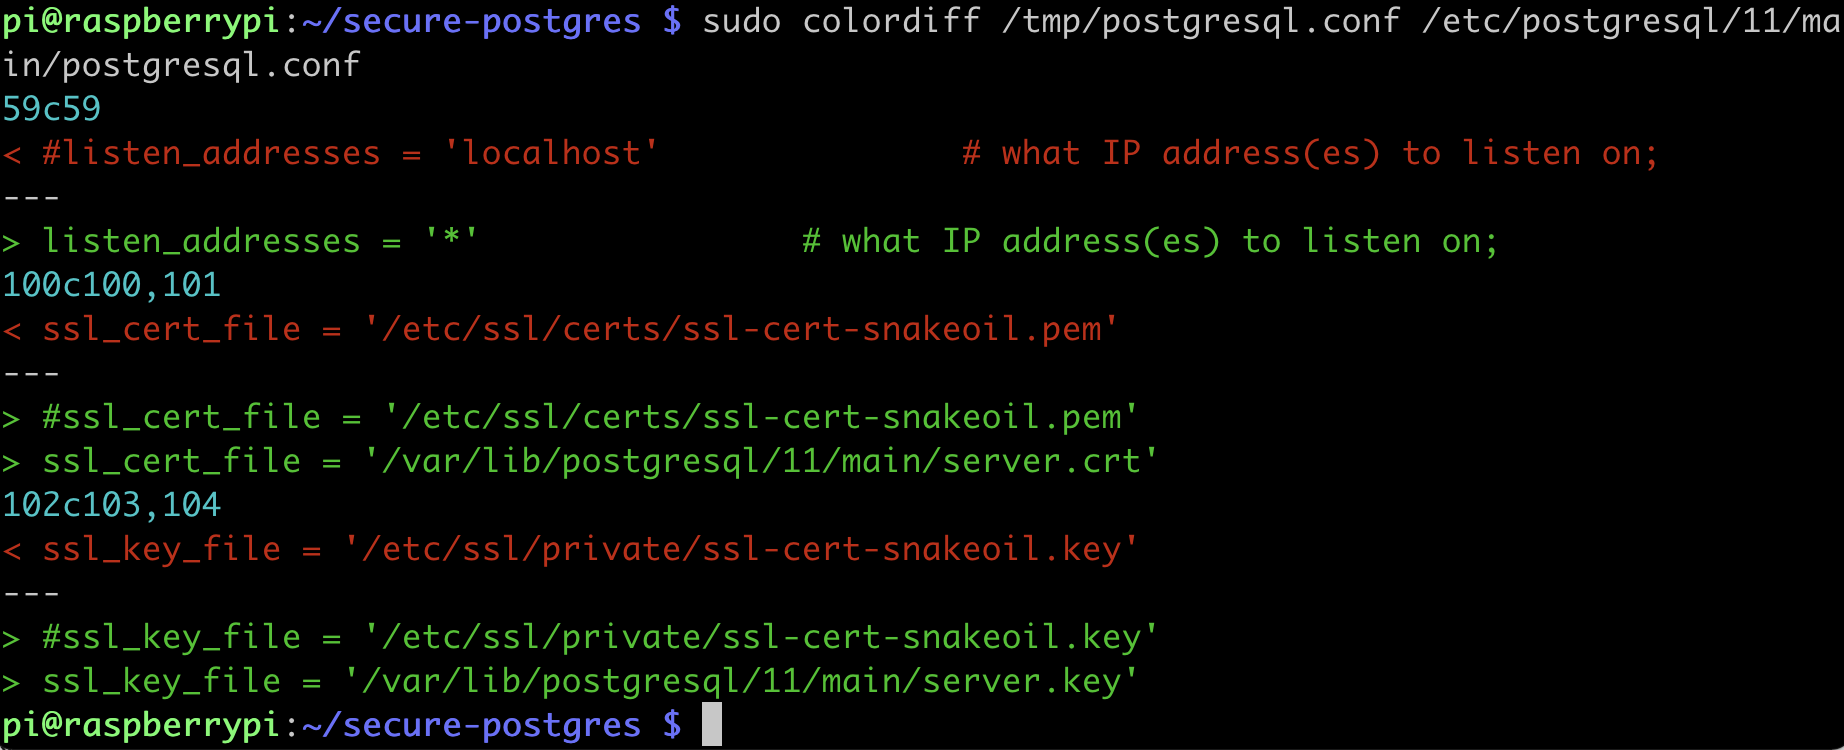 pi@raspberrypi:~/secure-postgres $ sudo colordiff /tmp/postgresql.conf /etc/postgresql/11/ma
in/postgresql.conf
59c59
< #listen_addresses = 'localhost'               # what IP address(es) to listen on;
---
> listen_addresses = '*'                # what IP address(es) to listen on;
100c100,101
< ssl_cert_file = '/etc/ssl/certs/ssl-cert-snakeoil.pem'
---
> #ssl_cert_file = '/etc/ssl/certs/ssl-cert-snakeoil.pem'
> ssl_cert_file = '/var/lib/postgresql/11/main/server.crt'
102c103,104
< ssl_key_file = '/etc/ssl/private/ssl-cert-snakeoil.key'
---
> #ssl_key_file = '/etc/ssl/private/ssl-cert-snakeoil.key'
> ssl_key_file = '/var/lib/postgresql/11/main/server.key'
pi@raspberrypi:~/secure-postgres $